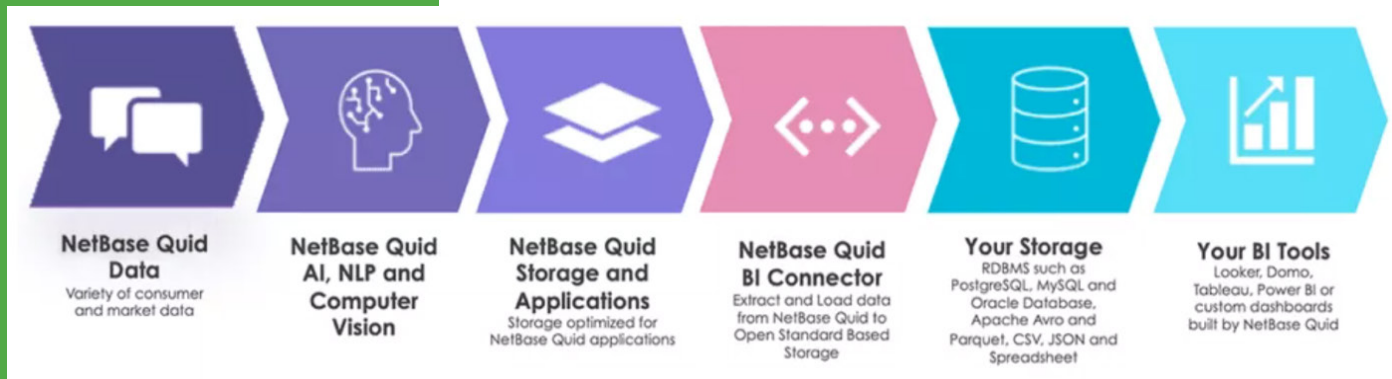 NetBase Quid
Data
Variety of consumer
and market data
NetBase Quid
AI, NLP and
Computer
Vision
NetBase Quid
Storage and
Applications
Storage optimized for
NetBase Quid applications
NetBase Quid
BI Connector
Extract and Load data
from NetBase Quid to
Open Standard Based
Storage
Your Storage
RDBMS such as
PostgreSQL, MySQL and
Oracle Database,
Apache Avro and
Parquet, CSV, JSON and
Spreadsheet
Your BI Tools
Looker, Domo,
Tableau, Power BI or
custom dashboards
built by NetBase Quid